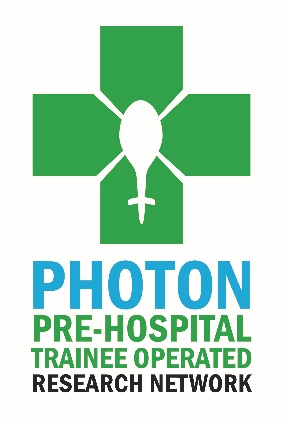 PHOTON
PRE-HOSPITAL
TRAINEE OPERATED
RESEARCH NETWORK